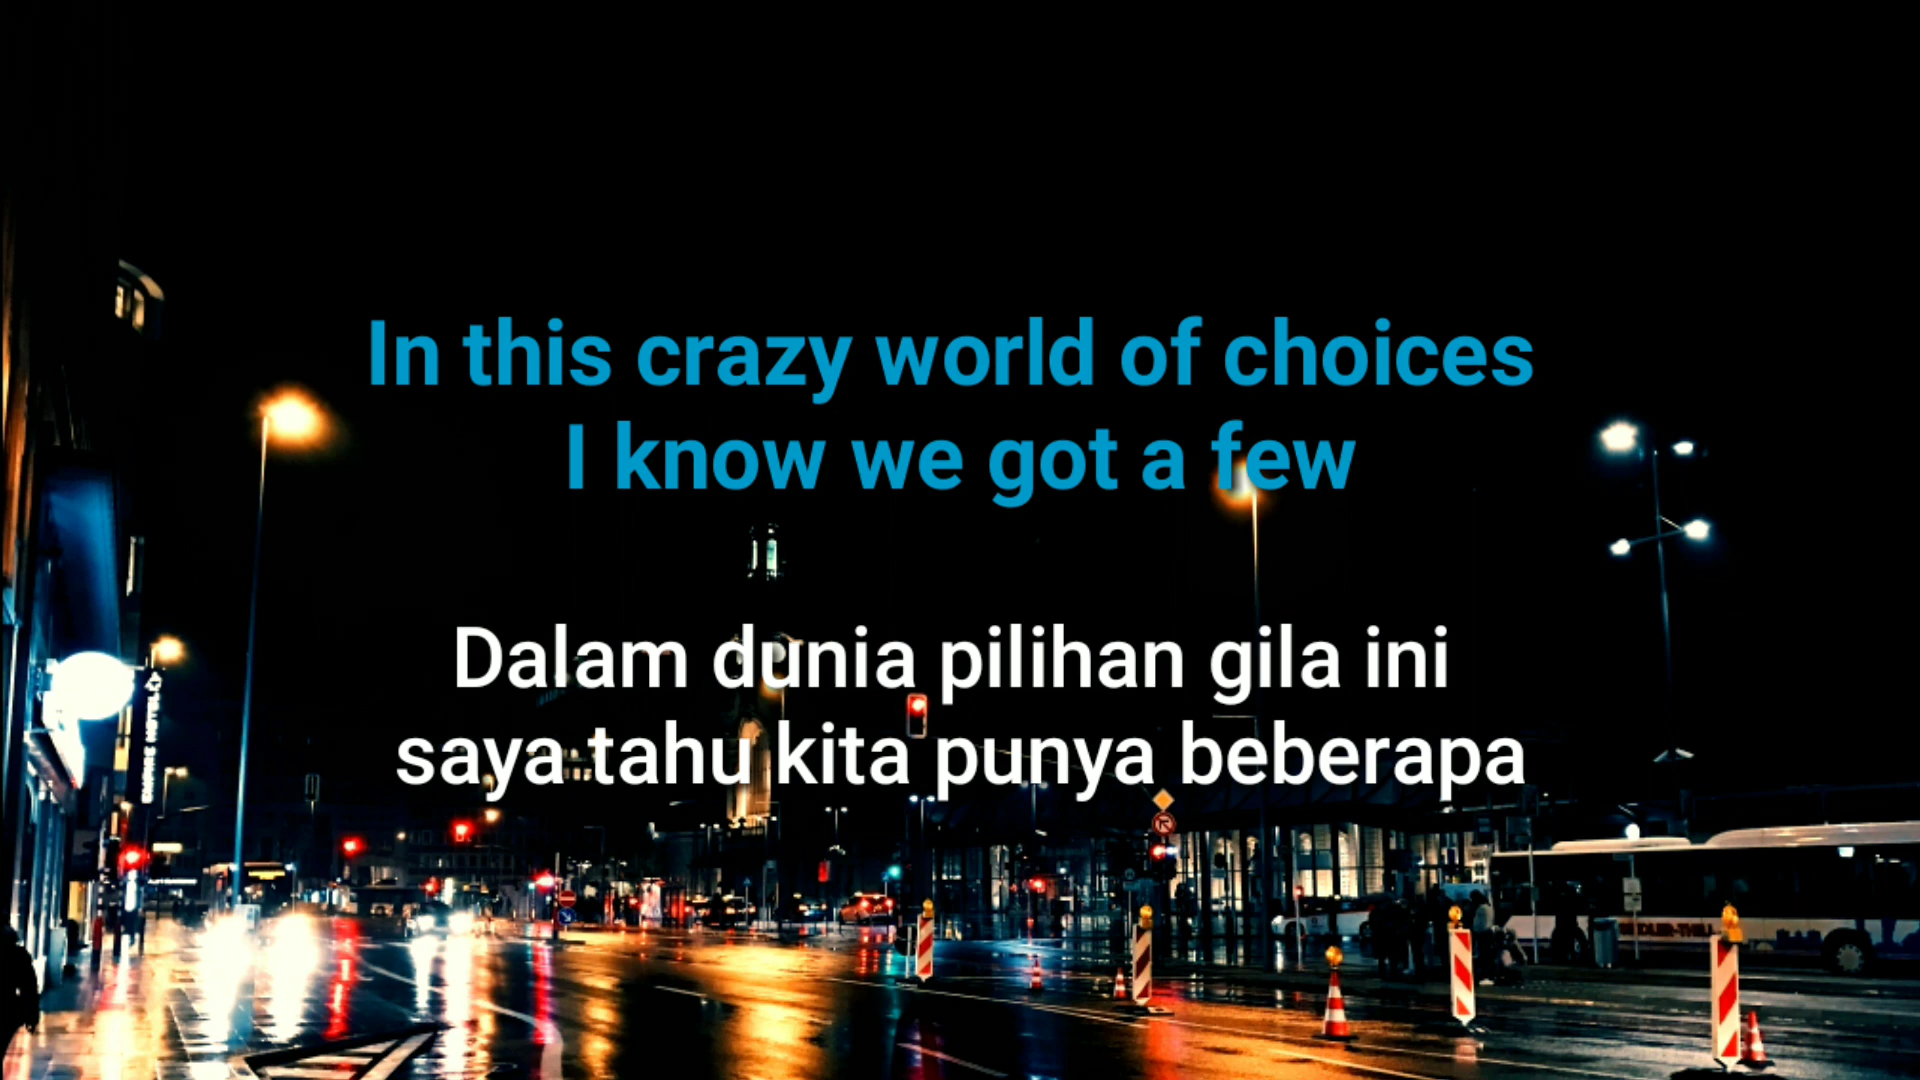 In this crazy world of choices
I know we got a few
Dalam dunia pilihan gila ini
saya tahu kita punya beberapa